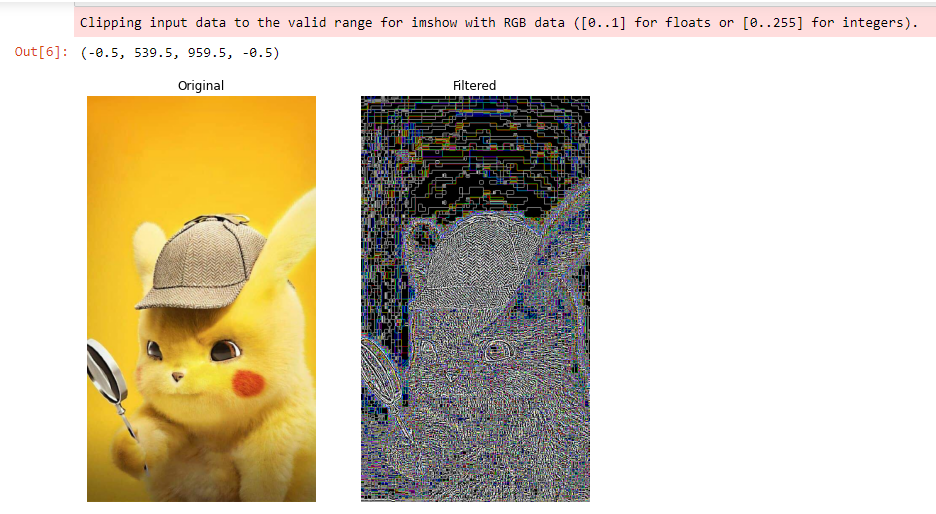 Clipping input data to the valid range for imshow with RGB data ([0..1] for floats or [0..255] for integers).
Out[6]: (-0.5, 539.5, 959.5, -0.5)
Original Filtered